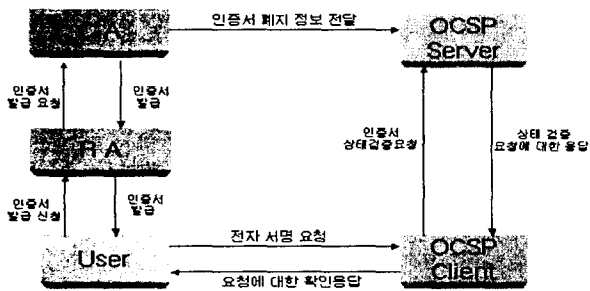 인증서 폐지 정보 전달
OCSP
Server
인증서
발급 요청
인증서
발급
인증서
상태검증요청
상태 검증
요청에 대한 응답
RA
인증서
발급 신청
인증서
발급
User
전자 서명 요청
요청에 대한 확인응답
OCSP
Client